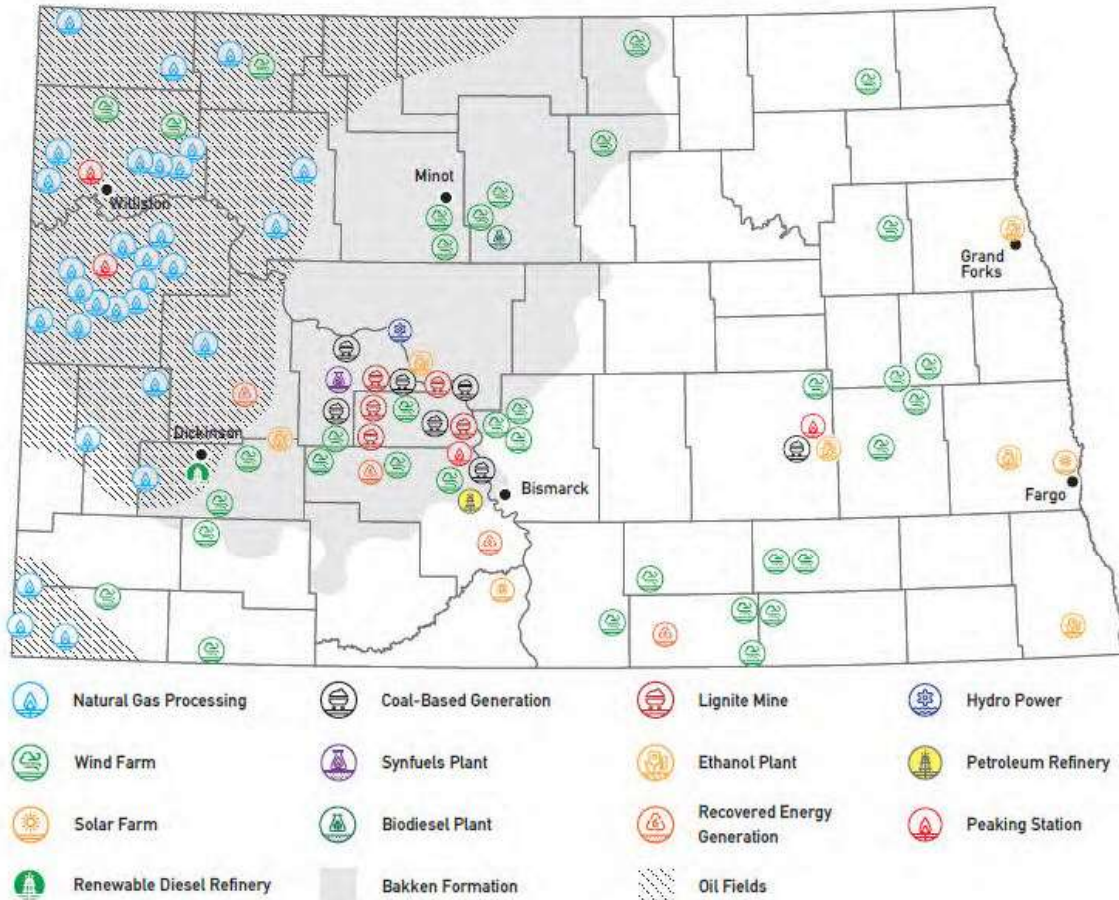 Minot
Williston
Grand
Forks
Dickinson
Bismarck
Fargo
Natural Gas Processing
Coal-Based Generation
Lignite Mine
Hydro Power
Wind Farm
Synfuels Plant
Ethanol Plant
Petroleum Refinery
Solar Farm
Biodiesel Plant
Recovered Energy
Generation
Peaking Station
Renewable Diesel Refinery
Bakken Formation
Oil Fields